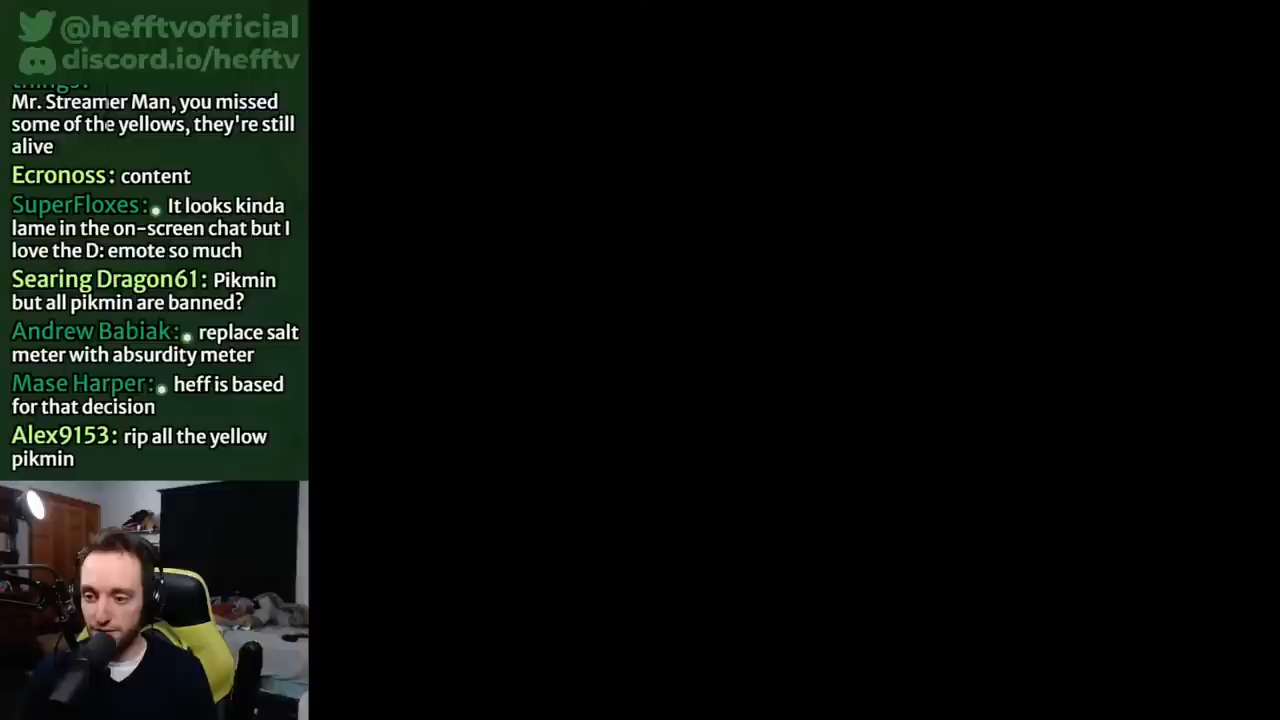 @hefftvofficial
discord.io/hefftv
things:
Mr. Streamer Man, you missed
some of the yellows, they're still
alive
Ecronoss: content
SuperFloxes: It looks kinda
lame in the on-screen chat but I
love the D: emote so much
Searing Dragon61: Pikmin
but all pikmin are banned?
Andrew Babiak: replace salt
meter with absurdity meter
Mase Harper: heff is based
for that decision
Alex9153: rip all the yellow
pikmin